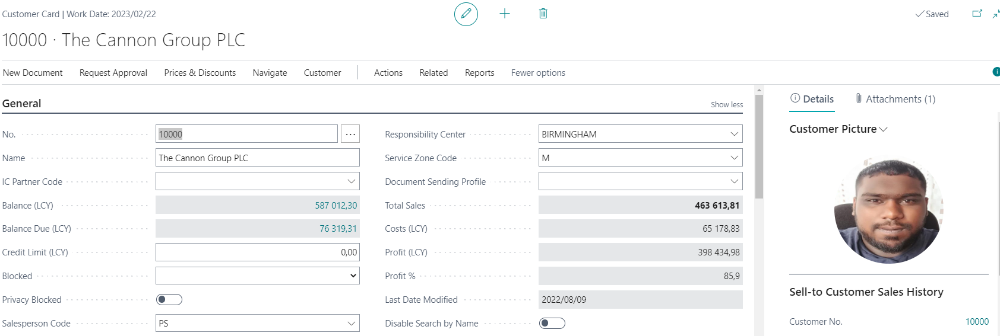 Customer Card | Work Date: 2023/02/22
Saved
10000 · The Cannon Group PLC
New Document Request Approval Prices & Discounts Navigate Customer Actions Related Reports Fewer options
General
Show less
No. 10000
Name The Cannon Group PLC
IC Partner Code
Balance (LCY) 587 012,30
Balance Due (LCY) 76 319,31
Credit Limit (LCY) 0,00
Blocked
Privacy Blocked
Salesperson Code PS
Responsibility Center BIRMINGHAM
Service Zone Code M
Document Sending Profile
Total Sales 463 613,81
Costs (LCY) 65 178,83
Profit (LCY) 398 434,98
Profit % 85,9
Last Date Modified 2022/08/09
Disable Search by Name
Details Attachments (1)
Customer Picture
Sell-to Customer Sales History
Customer No. 10000